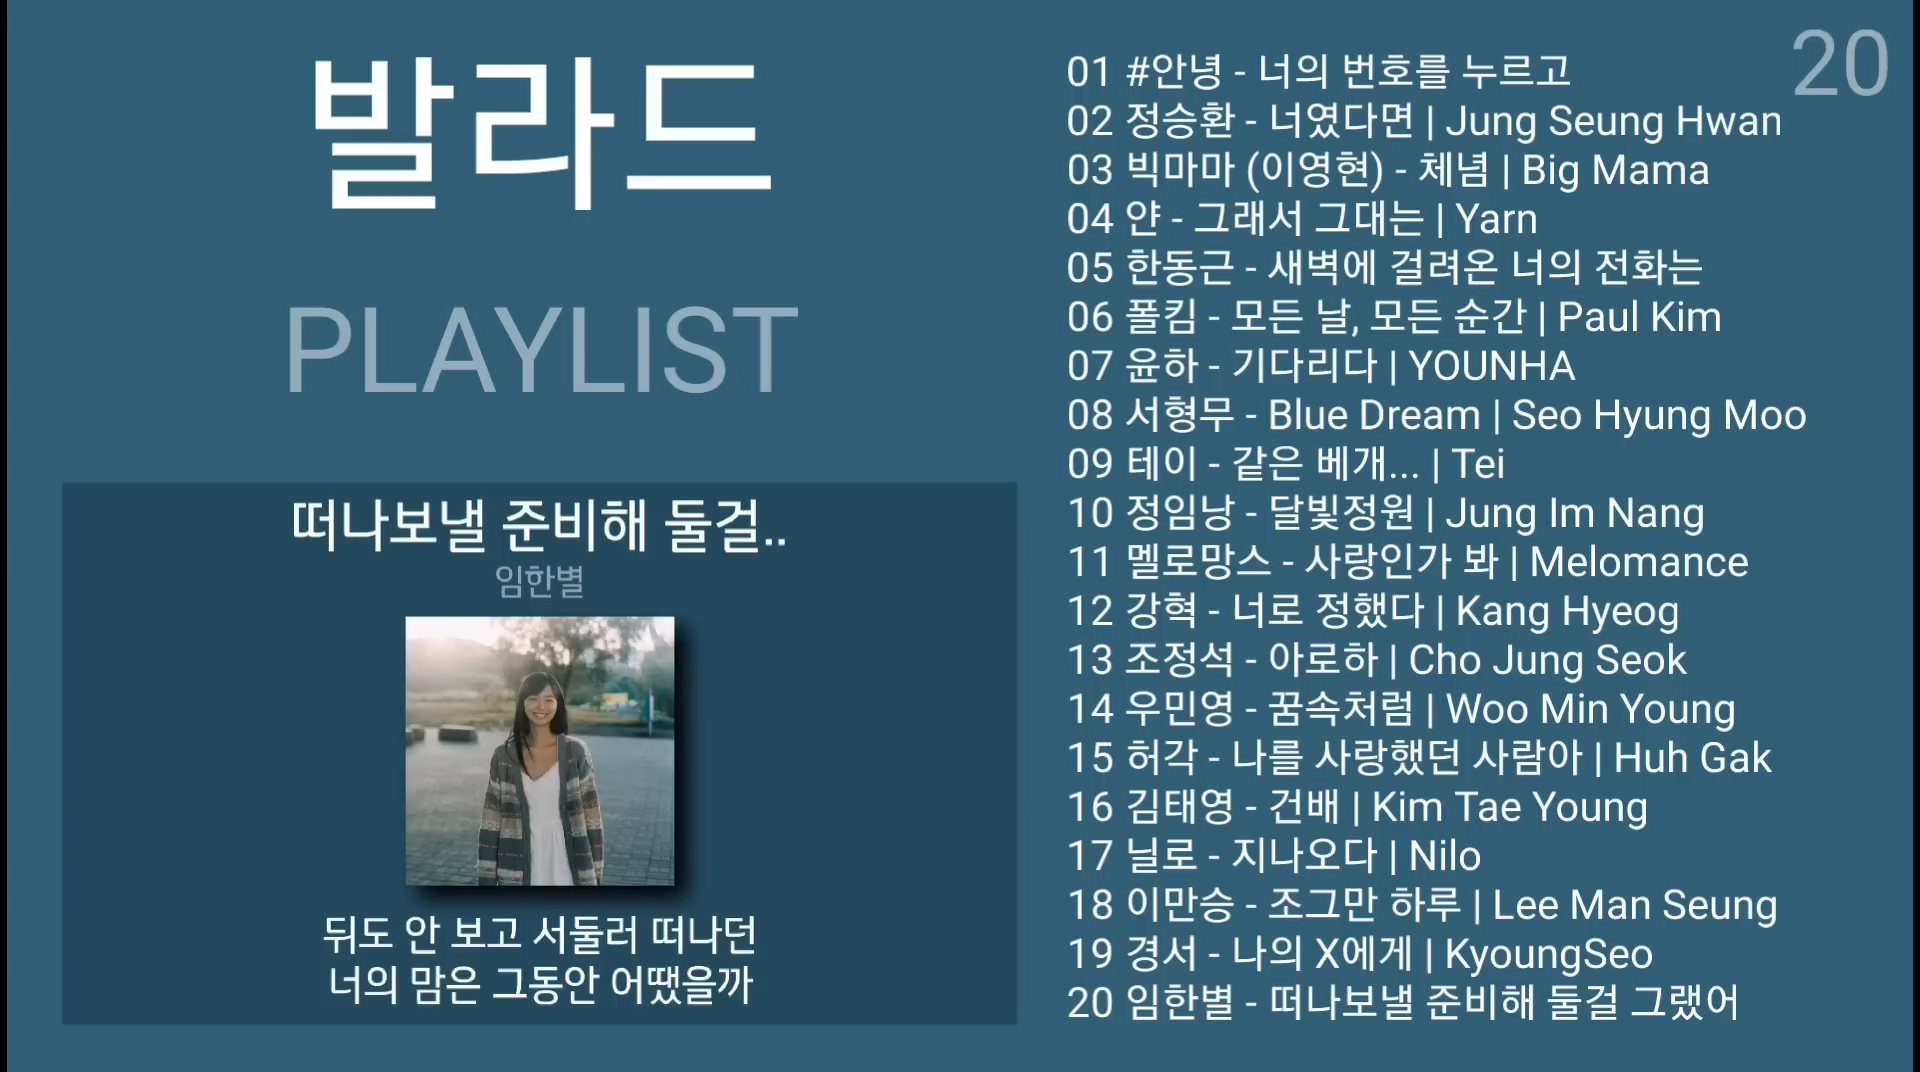 발라드
PLAYLIST
떠나보낼 준비해 둘걸..
임한별
뒤도 안 보고 서둘러 떠나던
너의 맘은 그동안 어땠을까
20
01 #안녕 - 너의 번호를 누르고
02 정승환 - 너였다면 | Jung Seung Hwan
03 빅마마 (이영현) - 체념 | Big Mama
04 얀 - 그래서 그대는 | Yarn
05 한동근 - 새벽에 걸려온 너의 전화는
06 폴킴 - 모든 날, 모든 순간 | Paul Kim
07 윤하 - 기다리다 | YOUNHA
08 서형무 - Blue Dream | Seo Hyung Moo
09 테이 - 같은 베개... | Tei
10 정임낭 - 달빛정원 | Jung Im Nang
11 멜로망스 - 사랑인가 봐 | Melomance
12 강혁 - 너로 정했다 | Kang Hyeog
13 조정석 - 아로하 | Cho Jung Seok
14 우민영 - 꿈속처럼 | Woo Min Young
15 허각 - 나를 사랑했던 사람아 | Huh Gak
16 김태영 - 건배 | Kim Tae Young
17 닐로 - 지나오다 | Nilo
18 이만승 - 조그만 하루 | Lee Man Seung
19 경서 - 나의 X에게 | KyoungSeo
20 임한별 - 떠나보낼 준비해 둘걸 그랬어